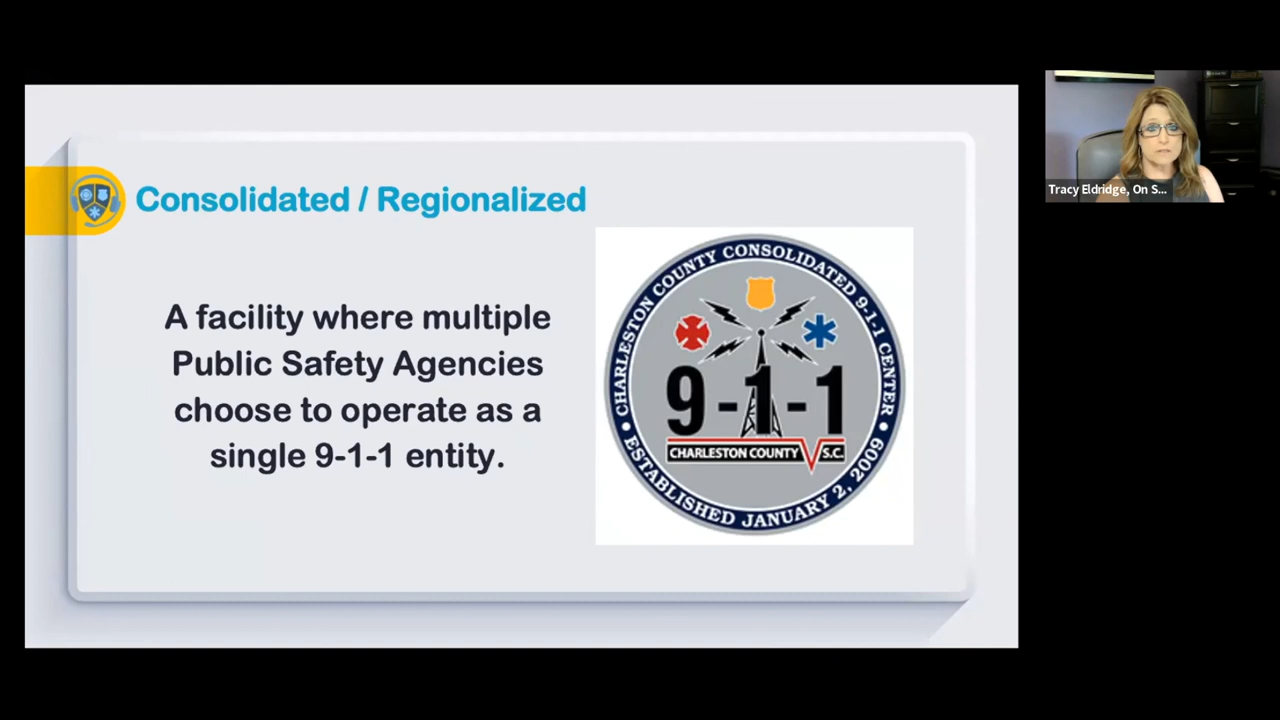 Consolidated / Regionalized
A facility where multiple
Public Safety Agencies
choose to operate as a
single 9-1-1 entity.
CHARLESTON COUNTY CONSOLIDATED 9-1-1 CENTER
9-1-1
CHARLESTON COUNTY S.C.
ESTABLISHED JANUARY 2, 2009
Tracy Eldridge, On S...